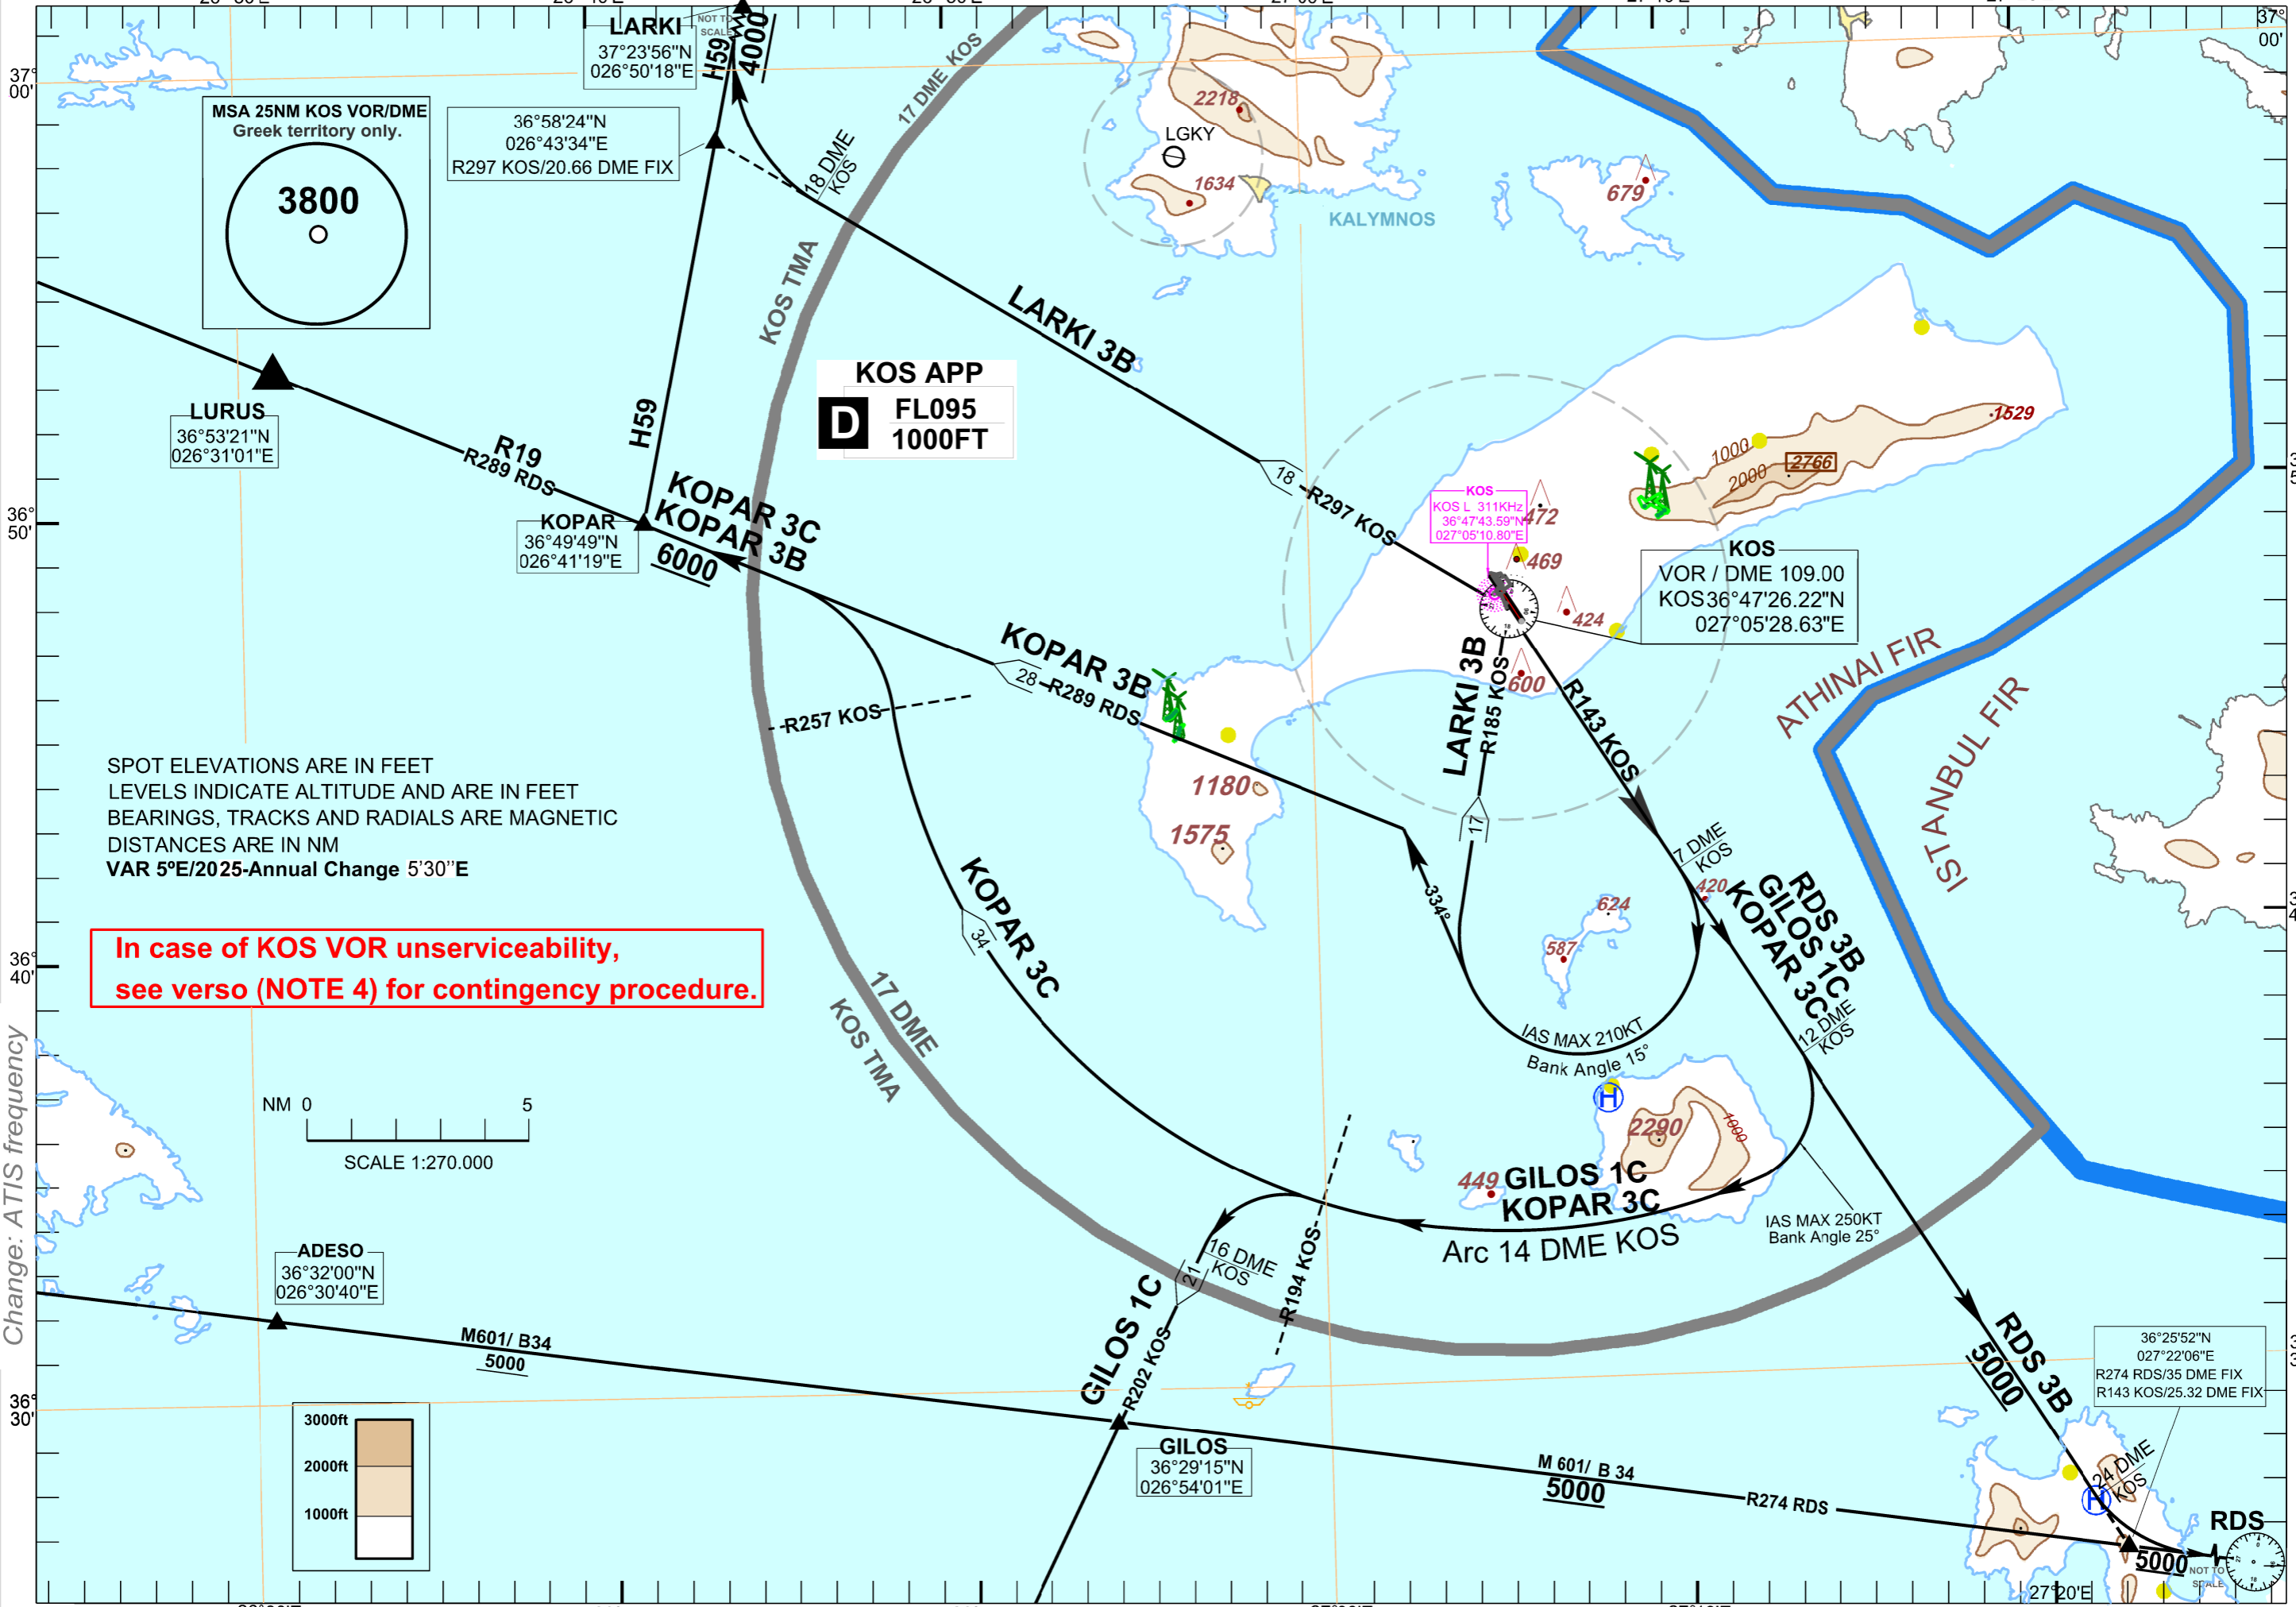 LARKI
37°23'56"N
026°50'18"E
NOT TO
SCALE
H59
4000
17 DME KOS
37°
00'
37°
00'
MSA 25NM KOS VOR/DME
Greek territory only.
3800
36°58'24"N
026°43'34"E
R297 KOS/20.66 DME FIX
18 DME
KOS
2218
LGKY
1634
KALYMNOS
679
KOS TMA
LARKI 3B
KOS APP
D
FL095
1000FT
LURUS
36°53'21"N
026°31'01"E
R19
R289 RDS
H59
KOPAR 3C
KOPAR 3B
6000
KOPAR
36°49'49"N
026°41'19"E
36°
50'
18
R297 KOS
KOS
KOS L 311KHz
36°47'43.59"N
027°05'10.80"E
472
469
424
600
1529
1000
2000
2766
KOS
VOR / DME 109.00
KOS36°47'26.22"N
027°05'28.63"E
KOPAR 3B
28
R289 RDS
R257 KOS
LARKI 3B
R185 KOS
17
R143 KOS
ATHINAI FIR
ISTANBUL FIR
1180
1575
SPOT ELEVATIONS ARE IN FEET
LEVELS INDICATE ALTITUDE AND ARE IN FEET
BEARINGS, TRACKS AND RADIALS ARE MAGNETIC
DISTANCES ARE IN NM
VAR 5ºE/2025-Annual Change 5'30’’E
7 DME
KOS
420
RDS 3B
GILOS 1C
KOPAR 3C
12 DME
KOS
334°
624
587
KOPAR 3C
34
In case of KOS VOR unserviceability,
see verso (NOTE 4) for contingency procedure.
36°
40'
17 DME
KOS TMA
IAS MAX 210KT
Bank Angle 15°
H
2290
1000
NM 0 5
SCALE 1:270.000
449
GILOS 1C
KOPAR 3C
Arc 14 DME KOS
IAS MAX 250KT
Bank Angle 25°
Change: ATIS frequency
ADESO
36°32'00"N
026°30'40"E
M601/ B34
5000
16 DME
KOS
21
R194 KOS
GILOS 1C
R202 KOS
RDS 3B
5000
36°25'52"N
027°22'06"E
R274 RDS/35 DME FIX
R143 KOS/25.32 DME FIX
36°
30'
3000ft
2000ft
1000ft
GILOS
36°29'15"N
026°54'01"E
M 601/ B 34
5000
R274 RDS
24 DME
KOS
H
RDS
5000
NOT TO
SCALE
27°20'E